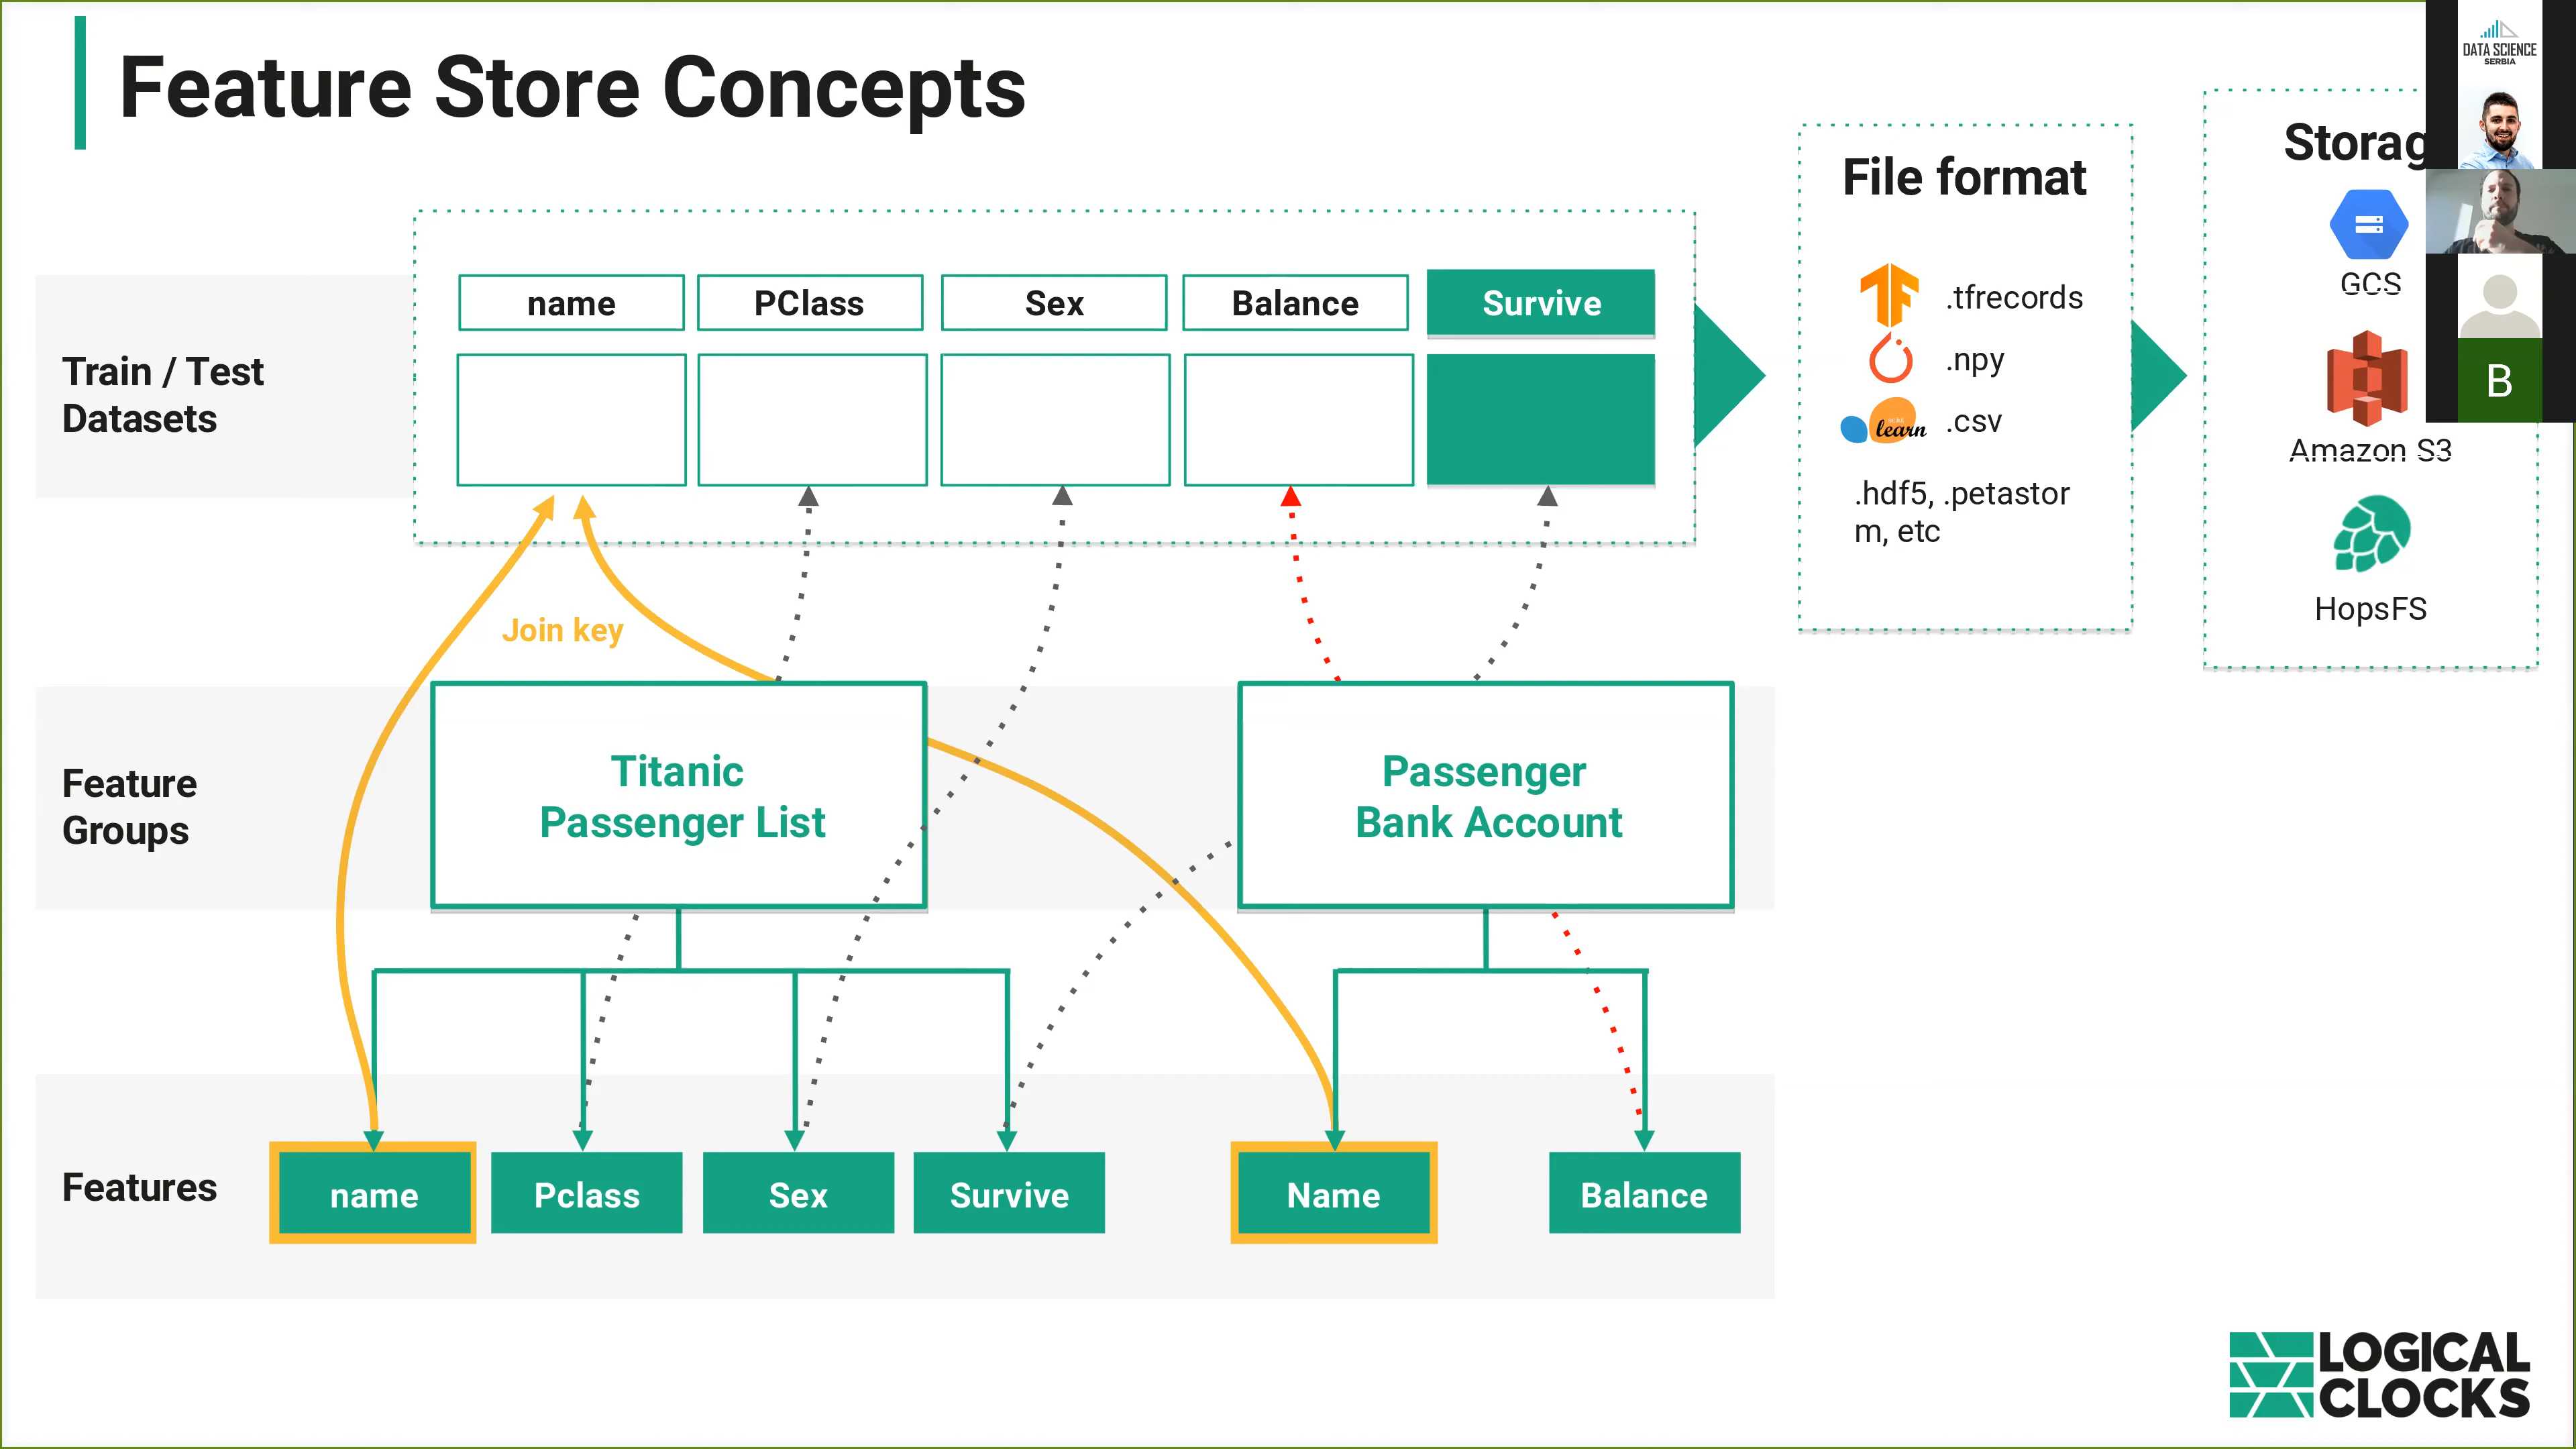 Feature Store Concepts
DATA SCIENCE
SERBIA
Train / Test
Datasets
name
PClass
Sex
Balance
Survive
File format
.tfrecords
.npy
learn
.csv
.hdf5, .petastor
m, etc
Storag
GCS
Amazon S3
HopsFS
B
Join key
Feature
Groups
Titanic
Passenger List
Passenger
Bank Account
Features
name
Pclass
Sex
Survive
Name
Balance
LOGICAL
CLOCKS